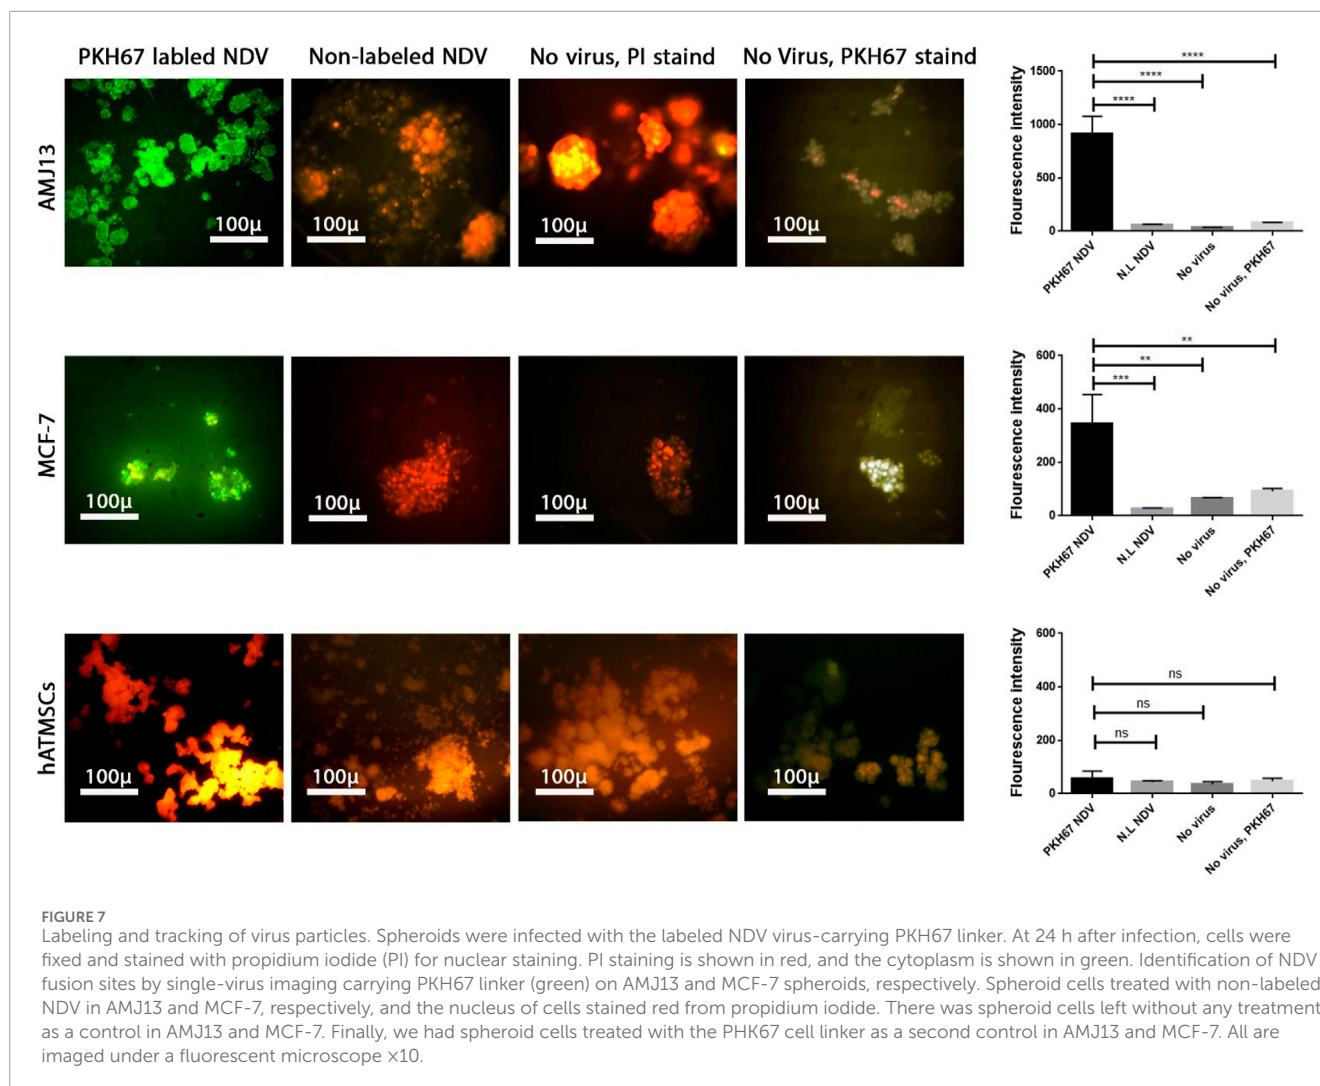 PKH67 labled NDV
Non-labeled NDV
No virus, PI staind
No Virus, PKH67 staind
AMJ13
100µ
100µ
100µ
100µ
Flourescence intensity
1500
1000
500
0
****
****
****
PKH67 NDV
N.L NDV
No virus
No virus, PKH67
MCF-7
100µ
100µ
100µ
100µ
Flourescence intensity
600
400
200
0
**
**
***
PKH67 NDV
N.L NDV
No virus
No virus, PKH67
hATMSCs
100µ
100µ
100µ
100µ
Flourescence intensity
600
400
200
0
ns
ns
ns
PKH67 NDV
N.L NDV
No virus
No virus, PKH67
FIGURE 7
Labeling and tracking of virus particles. Spheroids were infected with the labeled NDV virus-carrying PKH67 linker. At 24 h after infection, cells were
fixed and stained with propidium iodide (PI) for nuclear staining. PI staining is shown in red, and the cytoplasm is shown in green. Identification of NDV
fusion sites by single-virus imaging carrying PKH67 linker (green) on AMJ13 and MCF-7 spheroids, respectively. Spheroid cells treated with non-labeled
NDV in AMJ13 and MCF-7, respectively, and the nucleus of cells stained red from propidium iodide. There was spheroid cells left without any treatment
as a control in AMJ13 and MCF-7. Finally, we had spheroid cells treated with the PHK67 cell linker as a second control in AMJ13 and MCF-7. All are
imaged under a fluorescent microscope ×10.